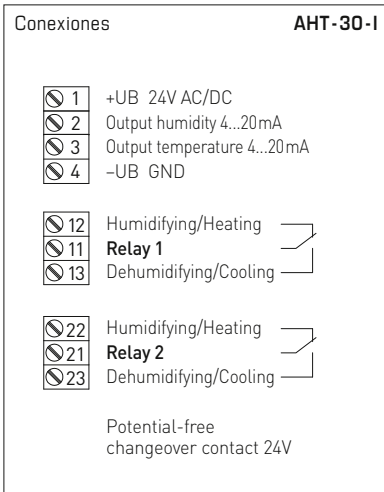 Conexiones AHT-30-I
1 +UB 24V AC/DC
2 Output humidity 4...20mA
3 Output temperature 4...20mA
4 –UB GND
12 Humidifying/Heating
11 Relay 1
13 Dehumidifying/Cooling
22 Humidifying/Heating
21 Relay 2
23 Dehumidifying/Cooling
Potential-free
changeover contact 24V